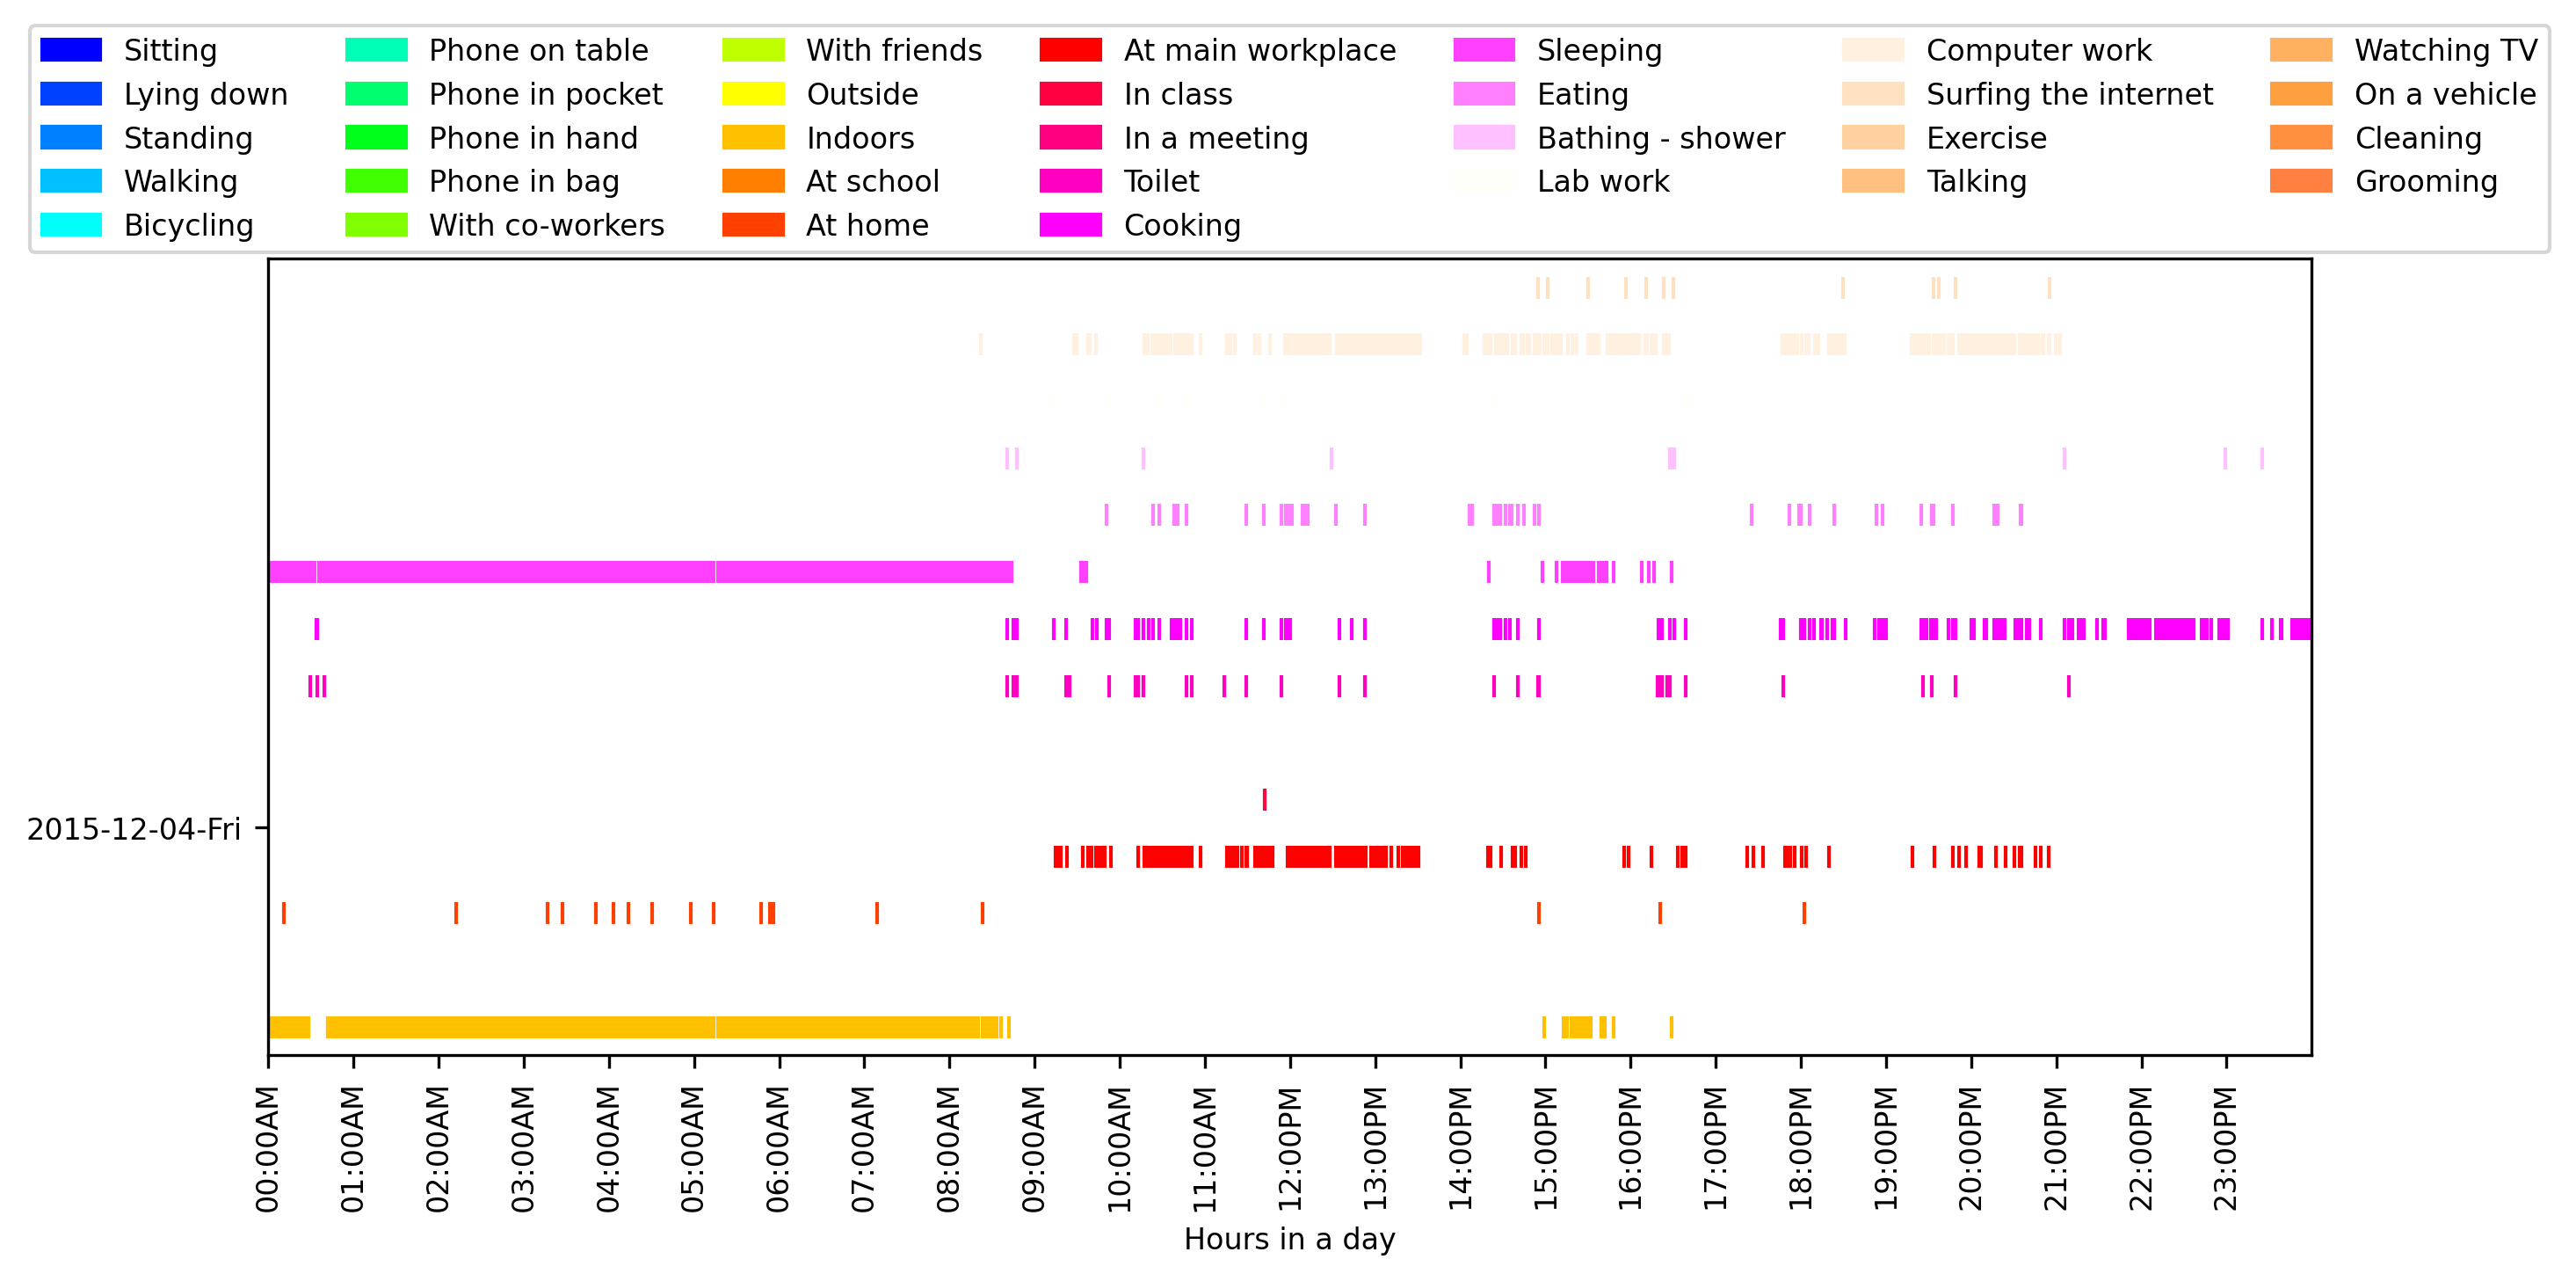 Sitting
Lying down
Standing
Walking
Bicycling
Phone on table
Phone in pocket
Phone in hand
Phone in bag
With co-workers
With friends
Outside
Indoors
At school
At home
At main workplace
In class
In a meeting
Toilet
Cooking
Sleeping
Eating
Bathing - shower
Lab work
Computer work
Surfing the internet
Exercise
Talking
Watching TV
On a vehicle
Cleaning
Grooming
2015-12-04-Fri
00:00AM
01:00AM
02:00AM
03:00AM
04:00AM
05:00AM
06:00AM
07:00AM
08:00AM
09:00AM
10:00AM
11:00AM
12:00PM
13:00PM
14:00PM
15:00PM
16:00PM
17:00PM
18:00PM
19:00PM
20:00PM
21:00PM
22:00PM
23:00PM
Hours in a day